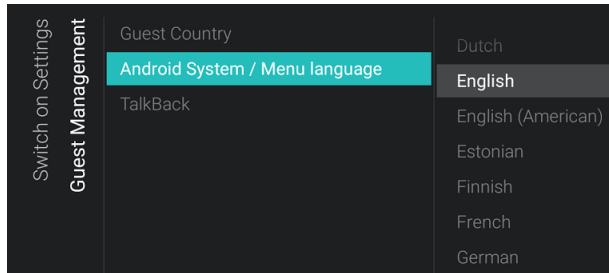 Switch on Settings
Guest Management
Guest Country
Android System / Menu language
TalkBack
Dutch
English
English (American)
Estonian
Finnish
French
German